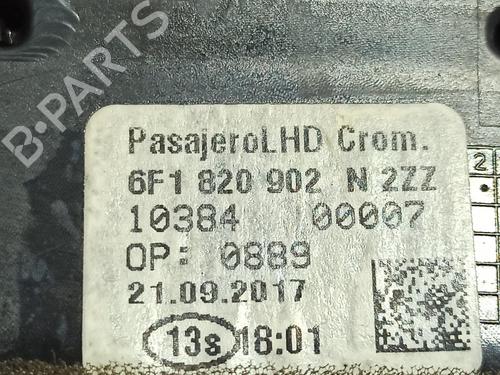 B-PARTS
PasajeroLHD Crom.
6F1 820 902 N 2ZZ
10384 00007
OP: 0889
21.09.2017
13s 18:01
2